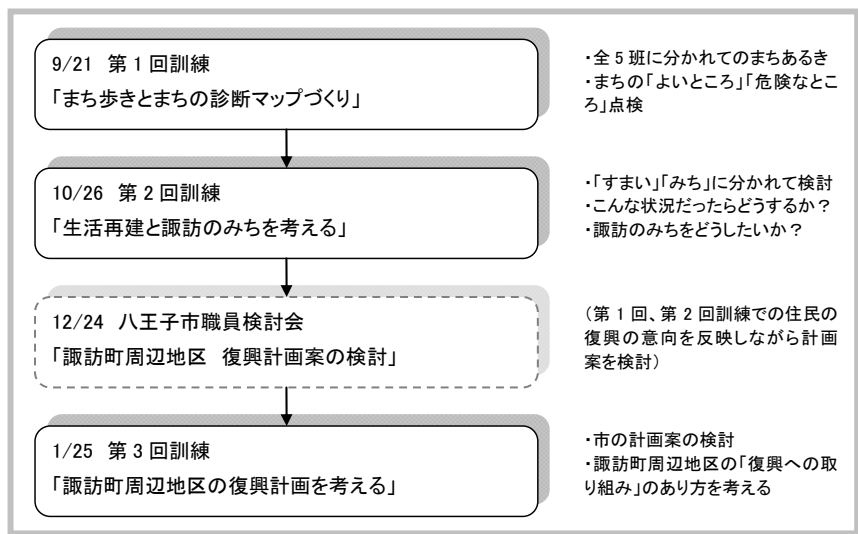 9/21 第1回訓練
「まち歩きとまちの診断マップづくり」
・全5班に分かれてのまちあるき
・まちの「よいところ」「危険なとこ
ろ」点検
10/26 第2回訓練
「生活再建と諏訪のみちを考える」
・「すまい」「みち」に分かれて検討
・こんな状況だったらどうするか?
・諏訪のみちをどうしたいか?
12/24 八王子市職員検討会
「諏訪町周辺地区 復興計画案の検討」
(第1回、第2回訓練での住民の
復興の意向を反映しながら計画
案を検討)
1/25 第3回訓練
「諏訪町周辺地区の復興計画を考える」
・市の計画案の検討
・諏訪町周辺地区の「復興への取
り組み」のあり方を考える